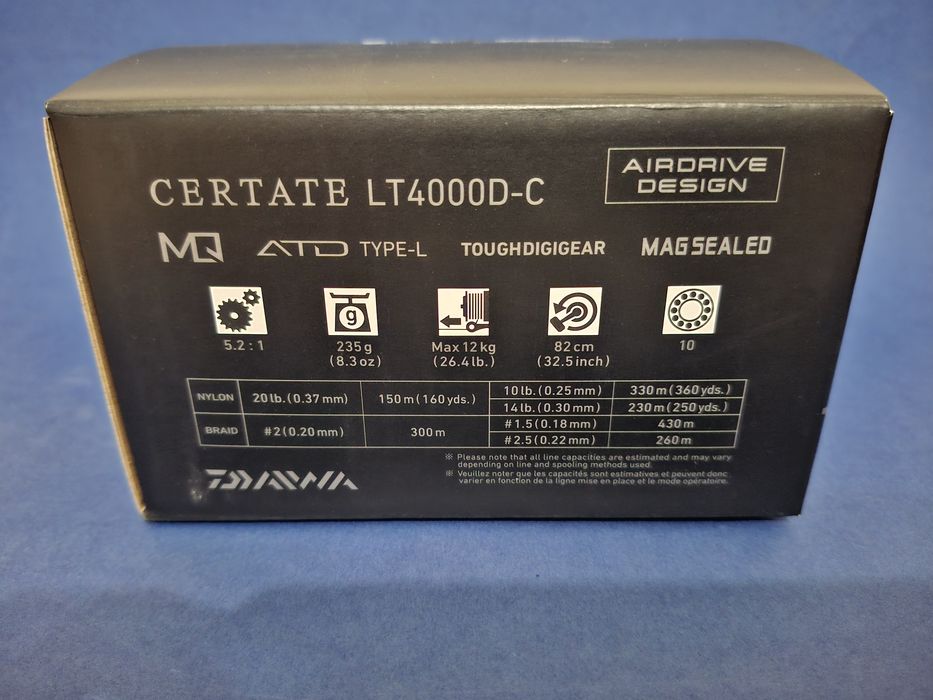 AIRDRIVE
DESIGN
CERTATE LT4000D-C
MQ ATD TYPE-L TOUGHDIGIGEAR MAGSEALED
g
5.2 : 1 235 g Max 12 kg 82 cm 10
(8.3 oz) (26.4 lb.) (32.5 inch)
NYLON 20 lb. (0.37 mm) 150 m (160 yds.) 10 lb. (0.25 mm) 330 m (360 yds.)
14 lb. (0.30 mm) 230 m (250 yds.)
BRAID #2 (0.20 mm) 300 m #1.5 (0.18 mm) 430 m
#2.5 (0.22 mm) 260 m
※ Please note that all line capacities are estimated and may vary
depending on line and spooling methods used.
※ Veuillez noter que les capacités sont estimatives et peuvent donc
varier en fonction de la ligne mise en place et le mode opératoire.
DAIWA